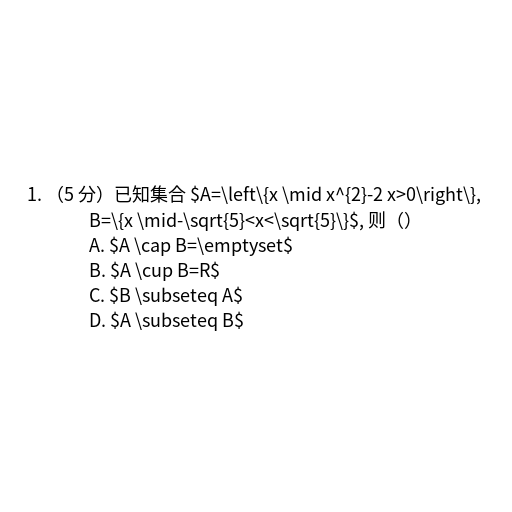 1. （5 分）已知集合 $A=\left\{x \mid x^{2}-2 x>0\right\},
B=\{x \mid-\sqrt{5}<x<\sqrt{5}\}$, 则（）
A. $A \cap B=\emptyset$
B. $A \cup B=R$
C. $B \subseteq A$
D. $A \subseteq B$